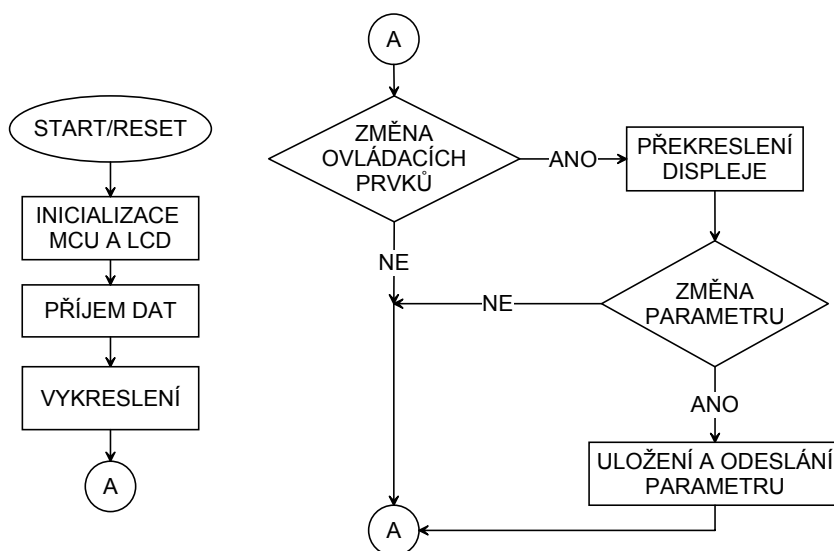 START/RESET
INICIALIZACE
MCU A LCD
PŘÍJEM DAT
VYKRESLENÍ
A
A
ZMĚNA
OVLÁDACÍCH
PRVKŮ
ANO
PŘEKRESLENÍ
DISPLEJE
NE
ZMĚNA
PARAMETRU
NE
ANO
ULOŽENÍ A ODESLÁNÍ
PARAMETRU
A